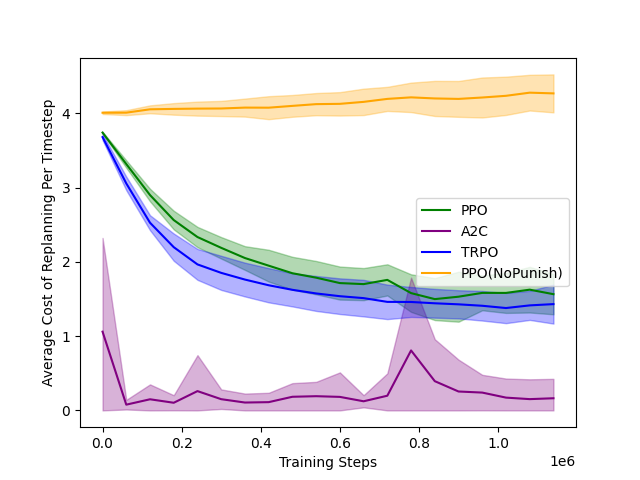 Average Cost of Replanning Per Timestep
4
3
2
1
0
PPO
A2C
TRPO
PPO(NoPunish)
0.0 0.2 0.4 0.6 0.8 1.0
1e6
Training Steps